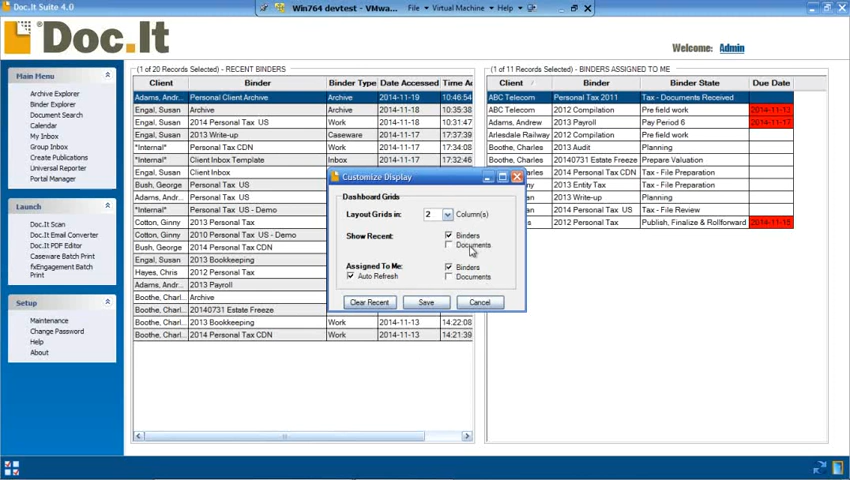 Doc.It Suite 4.0
Win764 devtest - VMwa...
File
Virtual Machine
Help
Doc.It
Welcome: Admin
Main Menu
Archive Explorer
Binder Explorer
Document Search
Calendar
My Inbox
Group Inbox
Create Publications
Universal Reporter
Portal Manager
Launch
Doc.It Scan
Doc.It Email Converter
Doc.It PDF Editor
Caseware Batch Print
fxEngagement Batch
Print
Setup
Maintenance
Change Password
Help
About
(1 of 20 Records Selected) - RECENT BINDERS
Client Binder Binder Type Date Accessed Time Ac
Adams, Andr... Personal Client Archive Archive 2014-11-19 10:46:54
Engal, Susan Archive Archive 2014-11-18 10:35:38
Engal, Susan 2014 Personal Tax US Work 2014-11-18 10:31:47
Engal, Susan 2013 Write-up Caseware 2014-11-17 17:37:39
*Internal* Personal Tax CDN Work 2014-11-17 17:34:08
*Internal* Client Inbox Template Inbox 2014-11-17 17:32:46
Engal, Susan Client Inbox
Bush, George Personal Tax US
Adams, Andr... Personal Tax US
*Internal* Personal Tax US - Demo
Cotton, Ginny 2014 Personal Tax US
Cotton, Ginny 2010 Personal Tax US - Demo
Engal, Susan 2013 Bookkeeping
Hayes, Chris 2012 Personal Tax US
Adams, Andr... 2013 Payroll
Boothe, Charl... Archive
Boothe, Charl... 20140731 Estate Freeze
Boothe, Charl... 2013 Bookkeeping Work 2014-11-13 14:22:08
Boothe, Charl... 2014 Personal Tax CDN Work 2014-11-13 14:21:39
(1 of 11 Records Selected) - BINDERS ASSIGNED TO ME
Client Binder Binder State Due Date
ABC Telecom Personal Tax 2011 Tax - Documents Received
ABC Telecom 2012 Compilation Pre field work 2014-11-13
Adams, Andrew 2013 Payroll Pay Period 6 2014-11-17
Arlesdale Railway 2012 Compilation Pre field work
Boothe, Charles 2013 Audit Planning
Boothe, Charles 20140731 Estate Freeze Prepare Valuation
2014 Personal Tax CDN Tax - File Preparation
2013 Entity Tax Tax - File Preparation
2014 Personal Tax US Tax - File Review
2012 Compilation Publish, Finalize & Rollforward 2014-11-15
2012 Compilation Planning
Customize Display
Dashboard Grids
Layout Grids in: 2 Column(s)
Show Recent: Binders
Documents
Assigned To Me: Binders
Auto Refresh Documents
Clear Recent Save Cancel